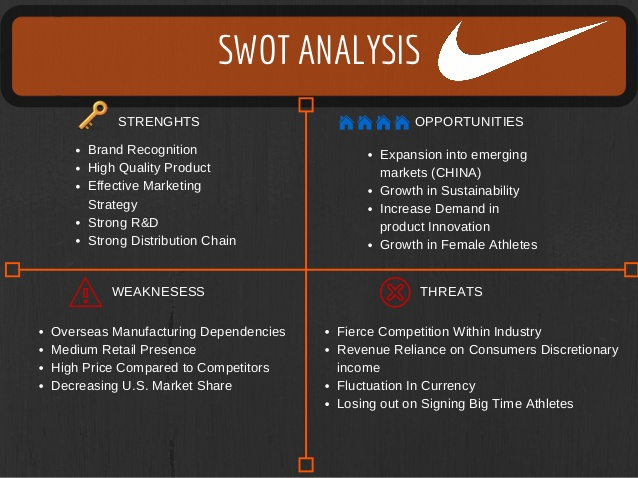 SWOT ANALYSIS
STRENGHTS
Brand Recognition
High Quality Product
Effective Marketing
Strategy
Strong R&D
Strong Distribution Chain
OPPORTUNITIES
Expansion into emerging
markets (CHINA)
Growth in Sustainability
Increase Demand in
product Innovation
Growth in Female Athletes
WEAKNESESS
Overseas Manufacturing Dependencies
Medium Retail Presence
High Price Compared to Competitors
Decreasing U.S. Market Share
THREATS
Fierce Competition Within Industry
Revenue Reliance on Consumers Discretionary
income
Fluctuation In Currency
Losing out on Signing Big Time Athletes